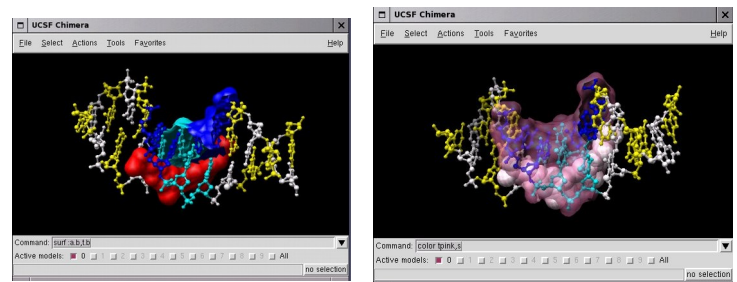 UCSF Chimera
File Select Actions Tools Favorites Help
Command: surf :a.b,t.b
Active models: 0 1 2 3 4 5 6 7 8 9 All
no selection
UCSF Chimera
File Select Actions Tools Favorites Help
Command: color tpink,s
Active models: 0 1 2 3 4 5 6 7 8 9 All
no selection